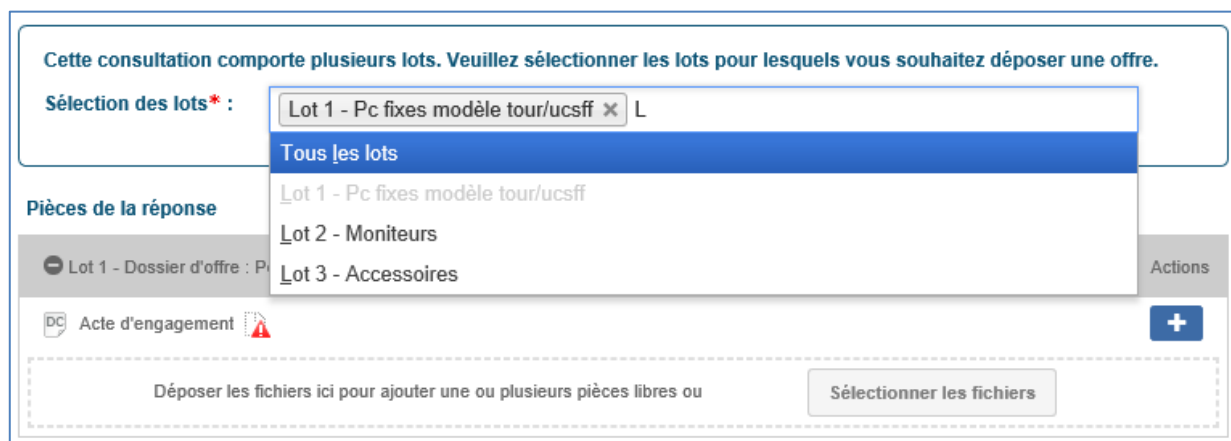 Cette consultation comporte plusieurs lots. Veuillez sélectionner les lots pour lesquels vous souhaitez déposer une offre.
Sélection des lots* :
Lot 1 - Pc fixes modèle tour/ucsff × L
Tous les lots
Lot 1 - Pc fixes modèle tour/ucsff
Lot 2 - Moniteurs
Lot 3 - Accessoires
Pièces de la réponse
Lot 1 - Dossier d'offre : Actions
DC Acte d'engagement
Déposer les fichiers ici pour ajouter une ou plusieurs pièces libres ou Sélectionner les fichiers